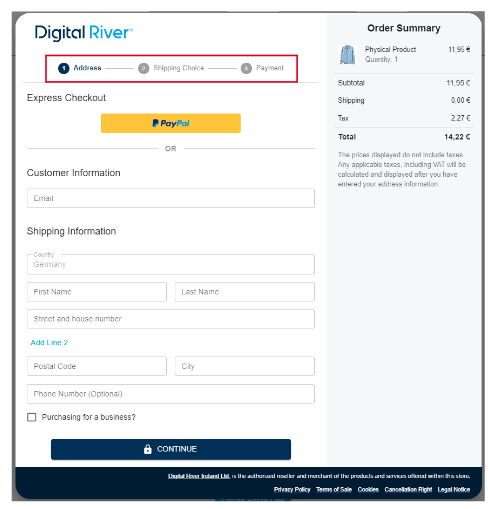 Digital River™
1 Address 2 Shipping Choice 3 Payment
Express Checkout
PayPal
OR
Customer Information
Email
Shipping Information
Country
Germany
First Name Last Name
Street and house number
Add Line 2
Postal Code City
Phone Number (Optional)
Purchasing for a business?
CONTINUE
Order Summary
Physical Product 11,95 €
Quantity: 1
Subtotal 11,95 €
Shipping 0,00 €
Tax 2,27 €
Total 14,22 €
The prices displayed do not include taxes.
Any applicable taxes, including VAT will be
calculated and displayed after you have
entered your address information.
Digital River Ireland Ltd. is the authorised reseller and merchant of the products and services offered within this store.
Privacy Policy Terms of Sale Cookies Cancellation Right Legal Notice